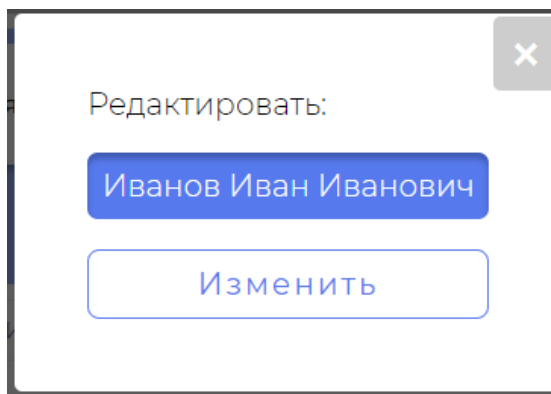 ×
Редактировать:
Иванов Иван Иванович
Изменить